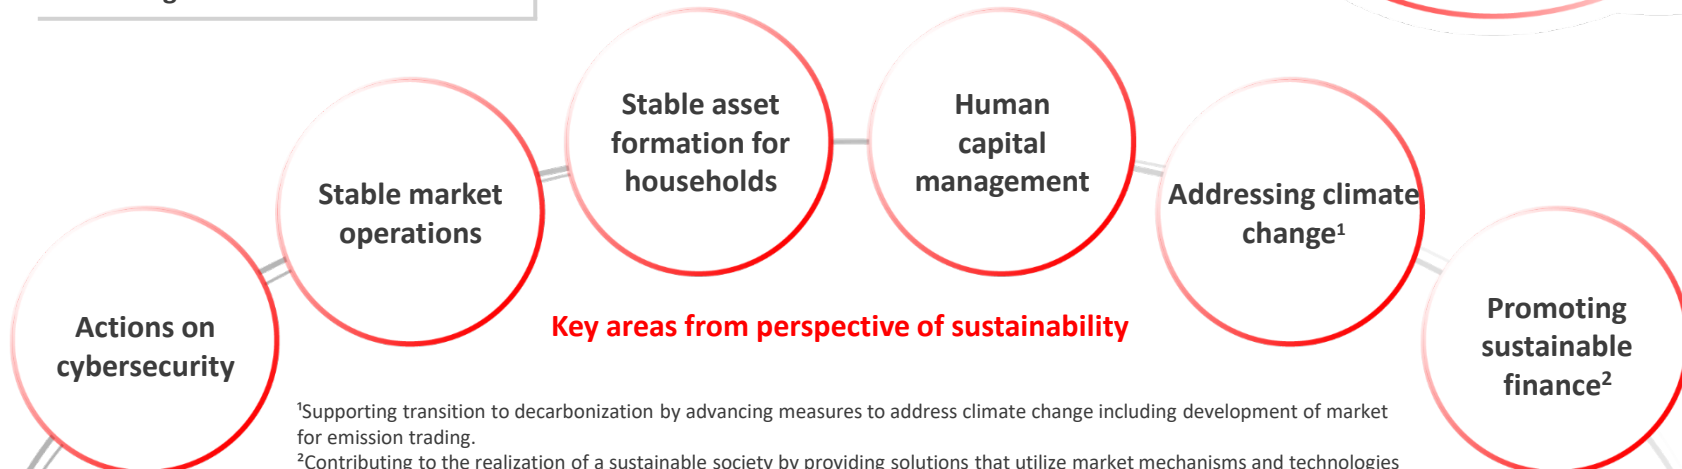 Stable asset
formation for
households
Human
capital
management
Stable market
operations
Addressing climate
change¹
Actions on
cybersecurity
Promoting
sustainable
finance²
Key areas from perspective of sustainability
¹Supporting transition to decarbonization by advancing measures to address climate change including development of market
for emission trading.
²Contributing to the realization of a sustainable society by providing solutions that utilize market mechanisms and technologies